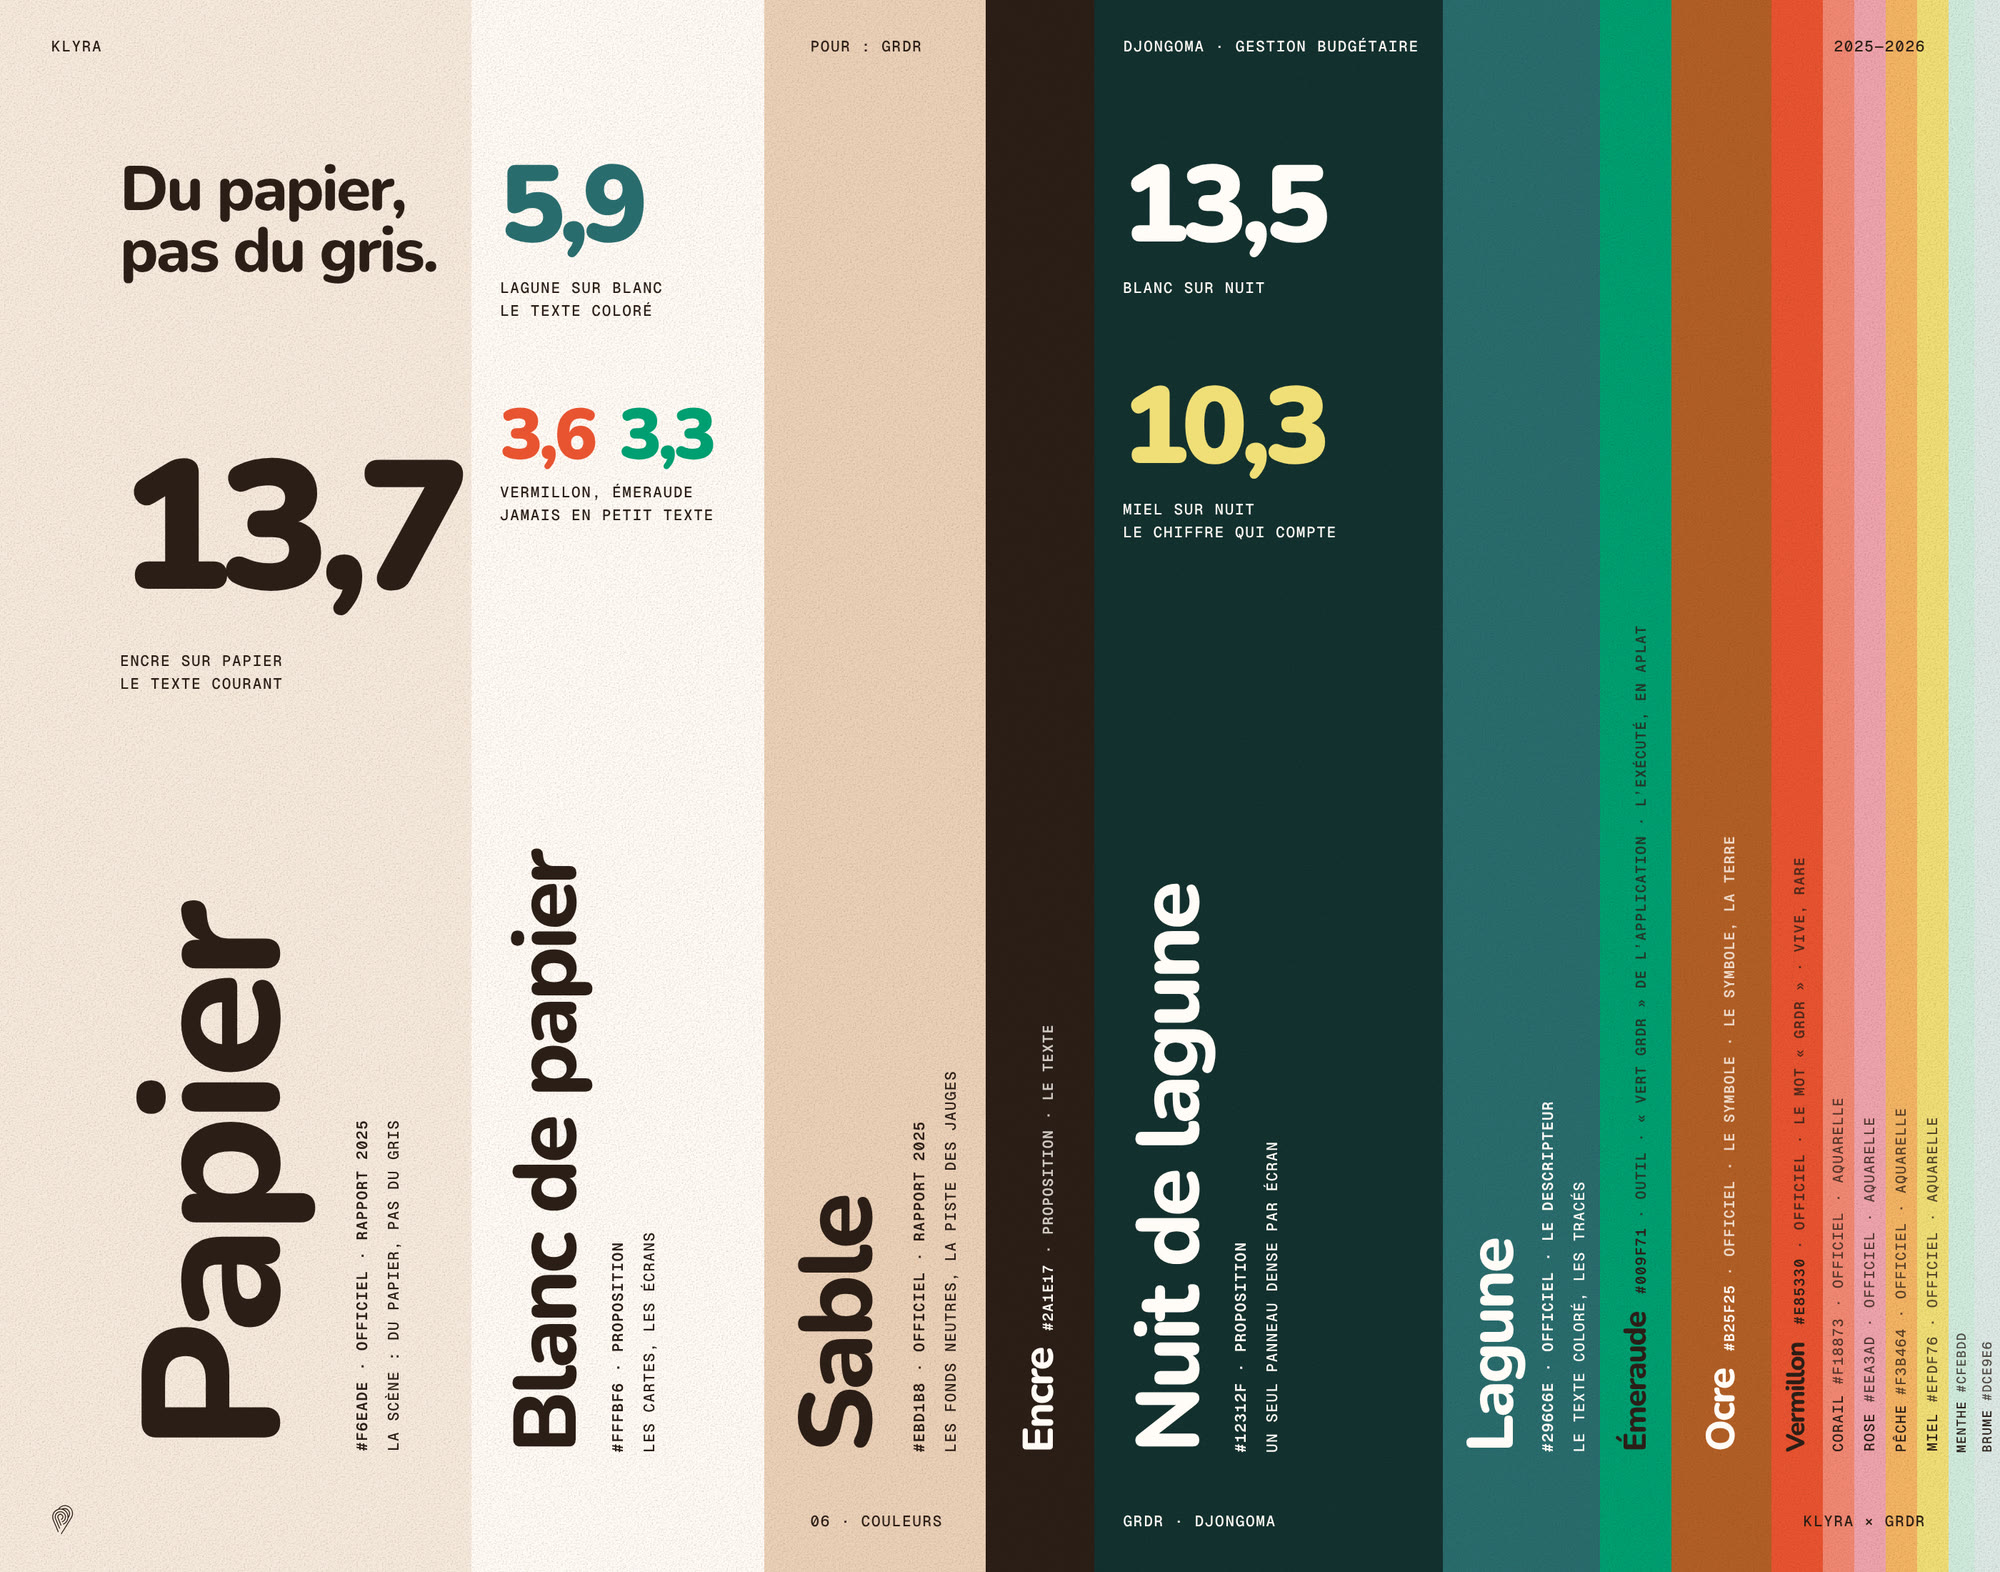 KLYRA
POUR : GRDR
DJONGOMA · GESTION BUDGÉTAIRE
2025—2026
Du papier,
pas du gris.
13,7
ENCRE SUR PAPIER
LE TEXTE COURANT
5,9
LAGUNE SUR BLANC
LE TEXTE COLORÉ
3,6 3,3
VERMILLON, ÉMERAUDE
JAMAIS EN PETIT TEXTE
13,5
BLANC SUR NUIT
10,3
MIEL SUR NUIT
LE CHIFFRE QUI COMPTE
Papier
#F6EADE · OFFICIEL · RAPPORT 2025
LA SCÈNE : DU PAPIER, PAS DU GRIS
Blanc de papier
#FFFBF6 · PROPOSITION
LES CARTES, LES ÉCRANS
Sable
#EBD1B8 · OFFICIEL · RAPPORT 2025
LES FONDS NEUTRES, LA PISTE DES JAUGES
Encre #2A1E17 · PROPOSITION · LE TEXTE
Nuit de lagune
#12312F · PROPOSITION
UN SEUL PANNEAU DENSE PAR ÉCRAN
Lagune
#296C6E · OFFICIEL · LE DESCRIPTEUR
LE TEXTE COLORÉ, LES TRACÉS
Émeraude #009F71 · OUTIL · « VERT GRDR » DE L'APPLICATION · L'EXÉCUTÉ, EN APLAT
Ocre #B25F25 · OFFICIEL · LE SYMBOLE · LE SYMBOLE, LA TERRE
Vermillon #E85330 · OFFICIEL · LE MOT « GRDR » · VIVE, RARE
CORAIL #F18873 · OFFICIEL · AQUARELLE
ROSE #EEA3AD · OFFICIEL · AQUARELLE
PÊCHE #F3B464 · OFFICIEL · AQUARELLE
MIEL #EFDF76 · OFFICIEL · AQUARELLE
MENTHE #CFEBDD
BRUME #DCE9E6
06 · COULEURS
GRDR · DJONGOMA
KLYRA × GRDR